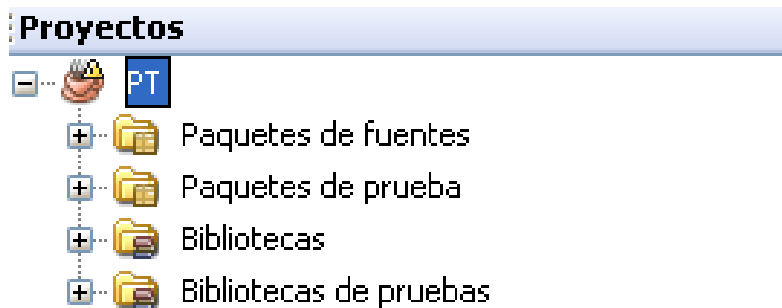 Proyectos
PT
Paquetes de fuentes
Paquetes de prueba
Bibliotecas
Bibliotecas de pruebas